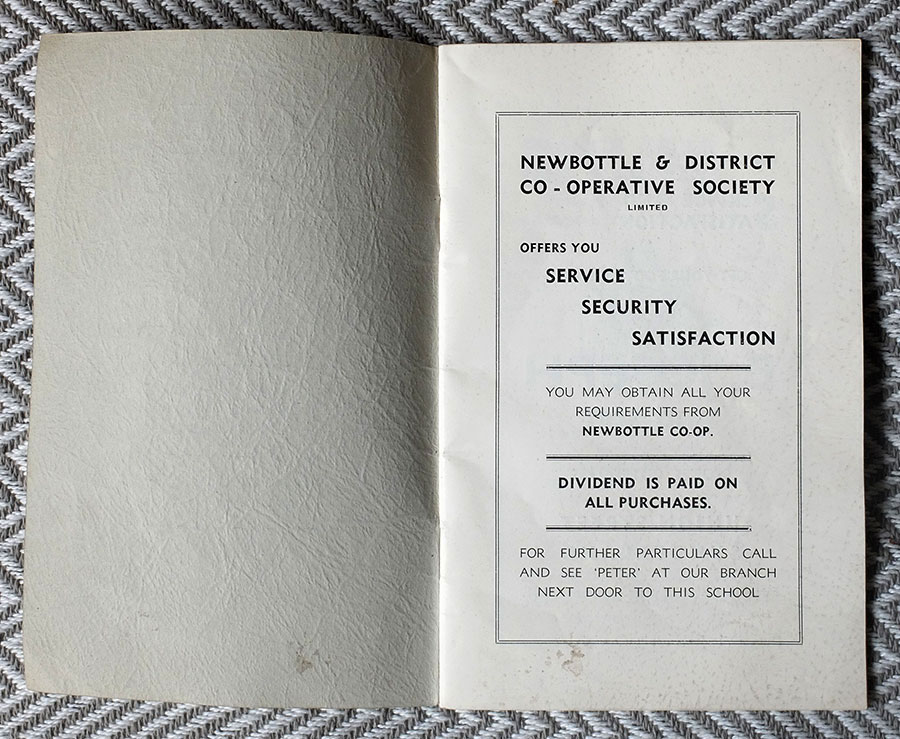 NEWBOTTLE & DISTRICT
CO-OPERATIVE SOCIETY
LIMITED
OFFERS YOU
SERVICE
SECURITY
SATISFACTION
YOU MAY OBTAIN ALL YOUR
REQUIREMENTS FROM
NEWBOTTLE CO-OP.
DIVIDEND IS PAID ON
ALL PURCHASES.
FOR FURTHER PARTICULARS CALL
AND SEE 'PETER' AT OUR BRANCH
NEXT DOOR TO THIS SCHOOL